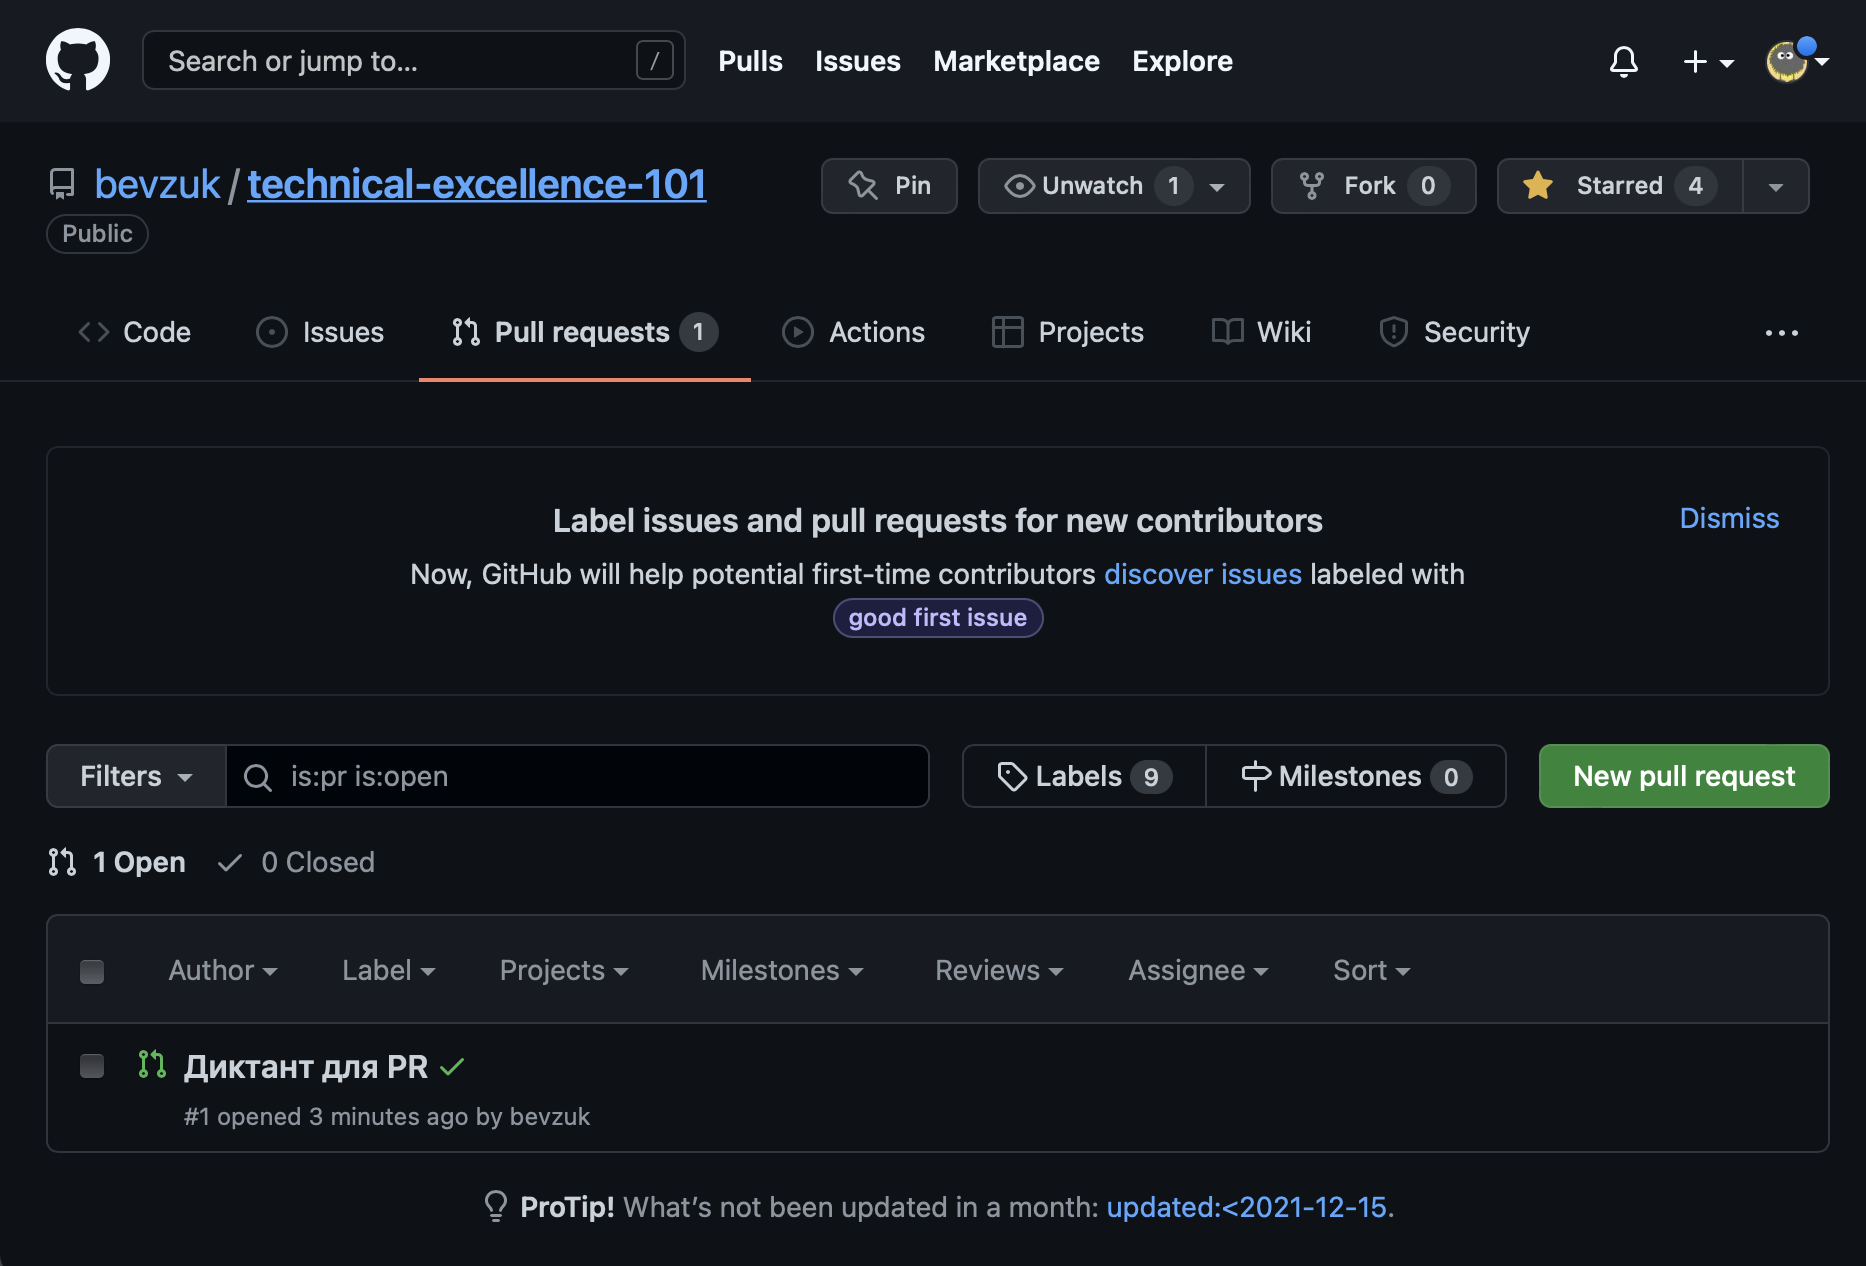 Search or jump to... / Pulls Issues Marketplace Explore
bevzuk / technical-excellence-101 Pin Unwatch 1 Fork 0 Starred 4
Public
Code Issues Pull requests 1 Actions Projects Wiki Security ...
Label issues and pull requests for new contributors Dismiss
Now, GitHub will help potential first-time contributors discover issues labeled with
good first issue
Filters is:pr is:open Labels 9 Milestones 0 New pull request
1 Open 0 Closed
Author Label Projects Milestones Reviews Assignee Sort
Диктант для PR
#1 opened 3 minutes ago by bevzuk
ProTip! What’s not been updated in a month: updated:<2021-12-15.